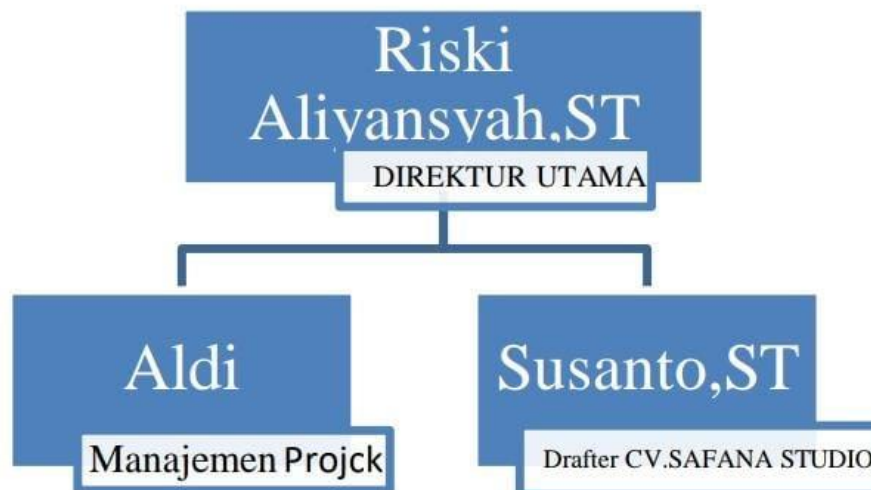 Riski
Aliyansyah,ST
DIREKTUR UTAMA
Aldi
Manajemen Projck
Susanto,ST
Drafter CV.SAFANA STUDIO